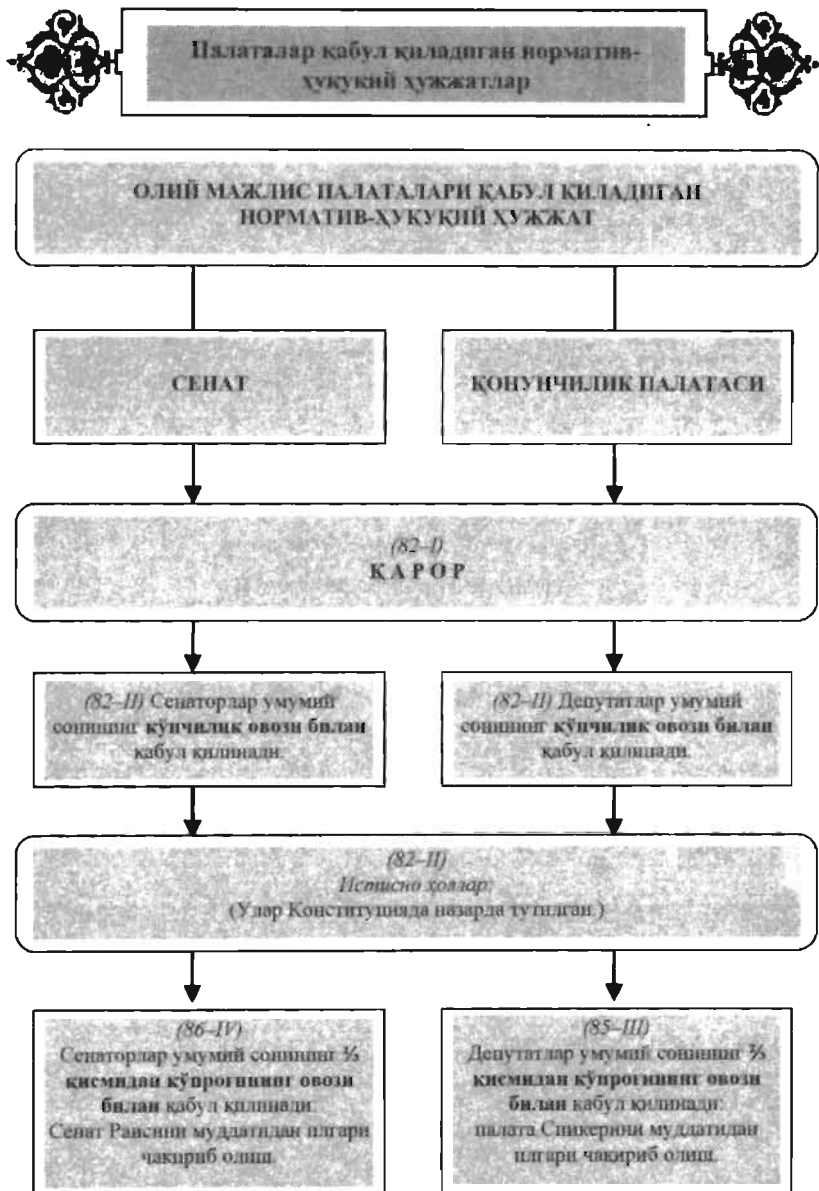 Палаталар қабул қиладиган норматив-
ҳуқуқий ҳужжатлар
ОЛИЙ МАЖЛИС ПАЛАТАЛАРИ ҚАБУЛ ҚИЛАДИГАН
НОРМАТИВ-ҲУҚУҚИЙ ҲУЖЖАТ
СЕНАТ
ҚОНУНЧИЛИК ПАЛАТАСИ
(82–I)
ҚАРОР
(82–II) Сенаторлар умумий
сонининг кўпчилик овози билан
қабул қилинади.
(82–II) Депутатлар умумий
сонининг кўпчилик овози билан
қабул қилинади.
(82–II)
Истисно ҳоллар:
(Улар Конституцияда назарда тутилган.)
(86–IV)
Сенаторлар умумий сонининг ⅔
қисмидан кўпроғининг овози
билан қабул қилинади:
Сенат Раисини муддатидан илгари
чақириб олиш.
(85–III)
Депутатлар умумий сонининг ⅔
қисмидан кўпроғининг овози
билан қабул қилинади:
палата Спикерини муддатидан
илгари чақириб олиш.